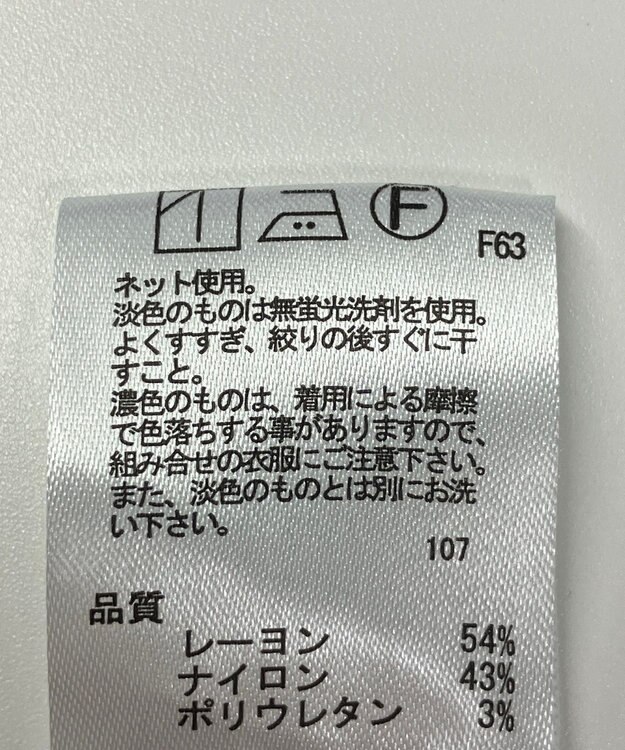 F
F63
ネット使用。
淡色のものは無蛍光洗剤を使用。
よくすすぎ、絞りの後すぐに干
すこと。
濃色のものは、着用による摩擦
で色落ちする事がありますので、
組み合せの衣服にご注意下さい。
また、淡色のものとは別にお洗
い下さい。
107
品質
レーヨン 54%
ナイロン 43%
ポリウレタン 3%